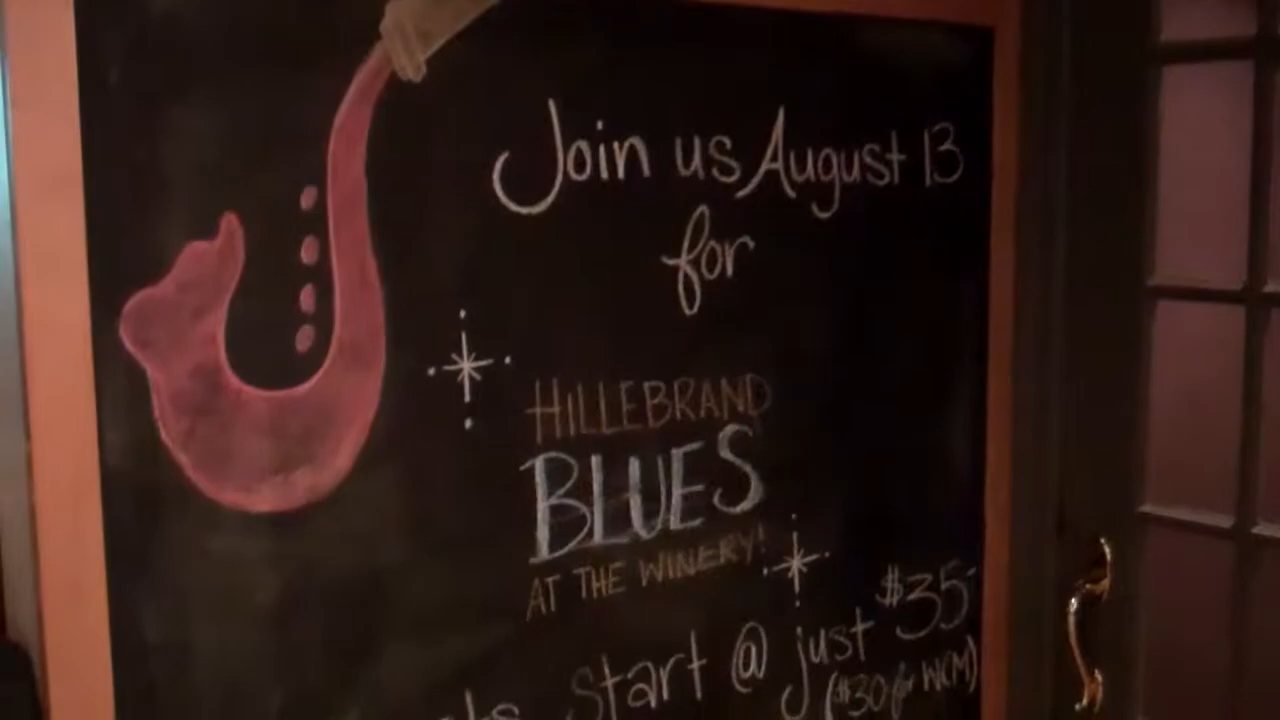 Join us August 13
for
HILLEBRAND
BLUES
AT THE WINERY!
start @ just $35
($30 for WCM)